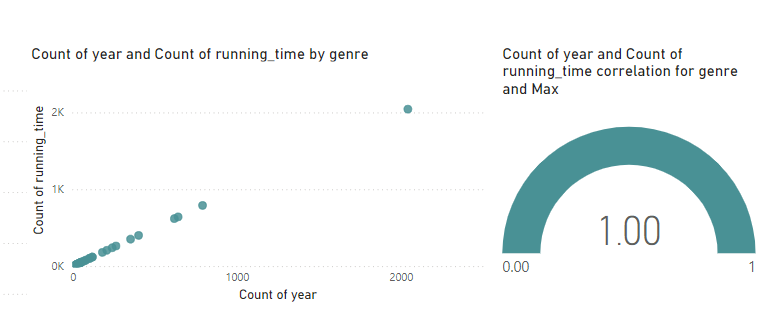 Count of year and Count of running_time by genre
Count of running_time
2K
1K
0K
0
1000
2000
Count of year
Count of year and Count of
running_time correlation for genre
and Max
1.00
0.00
1